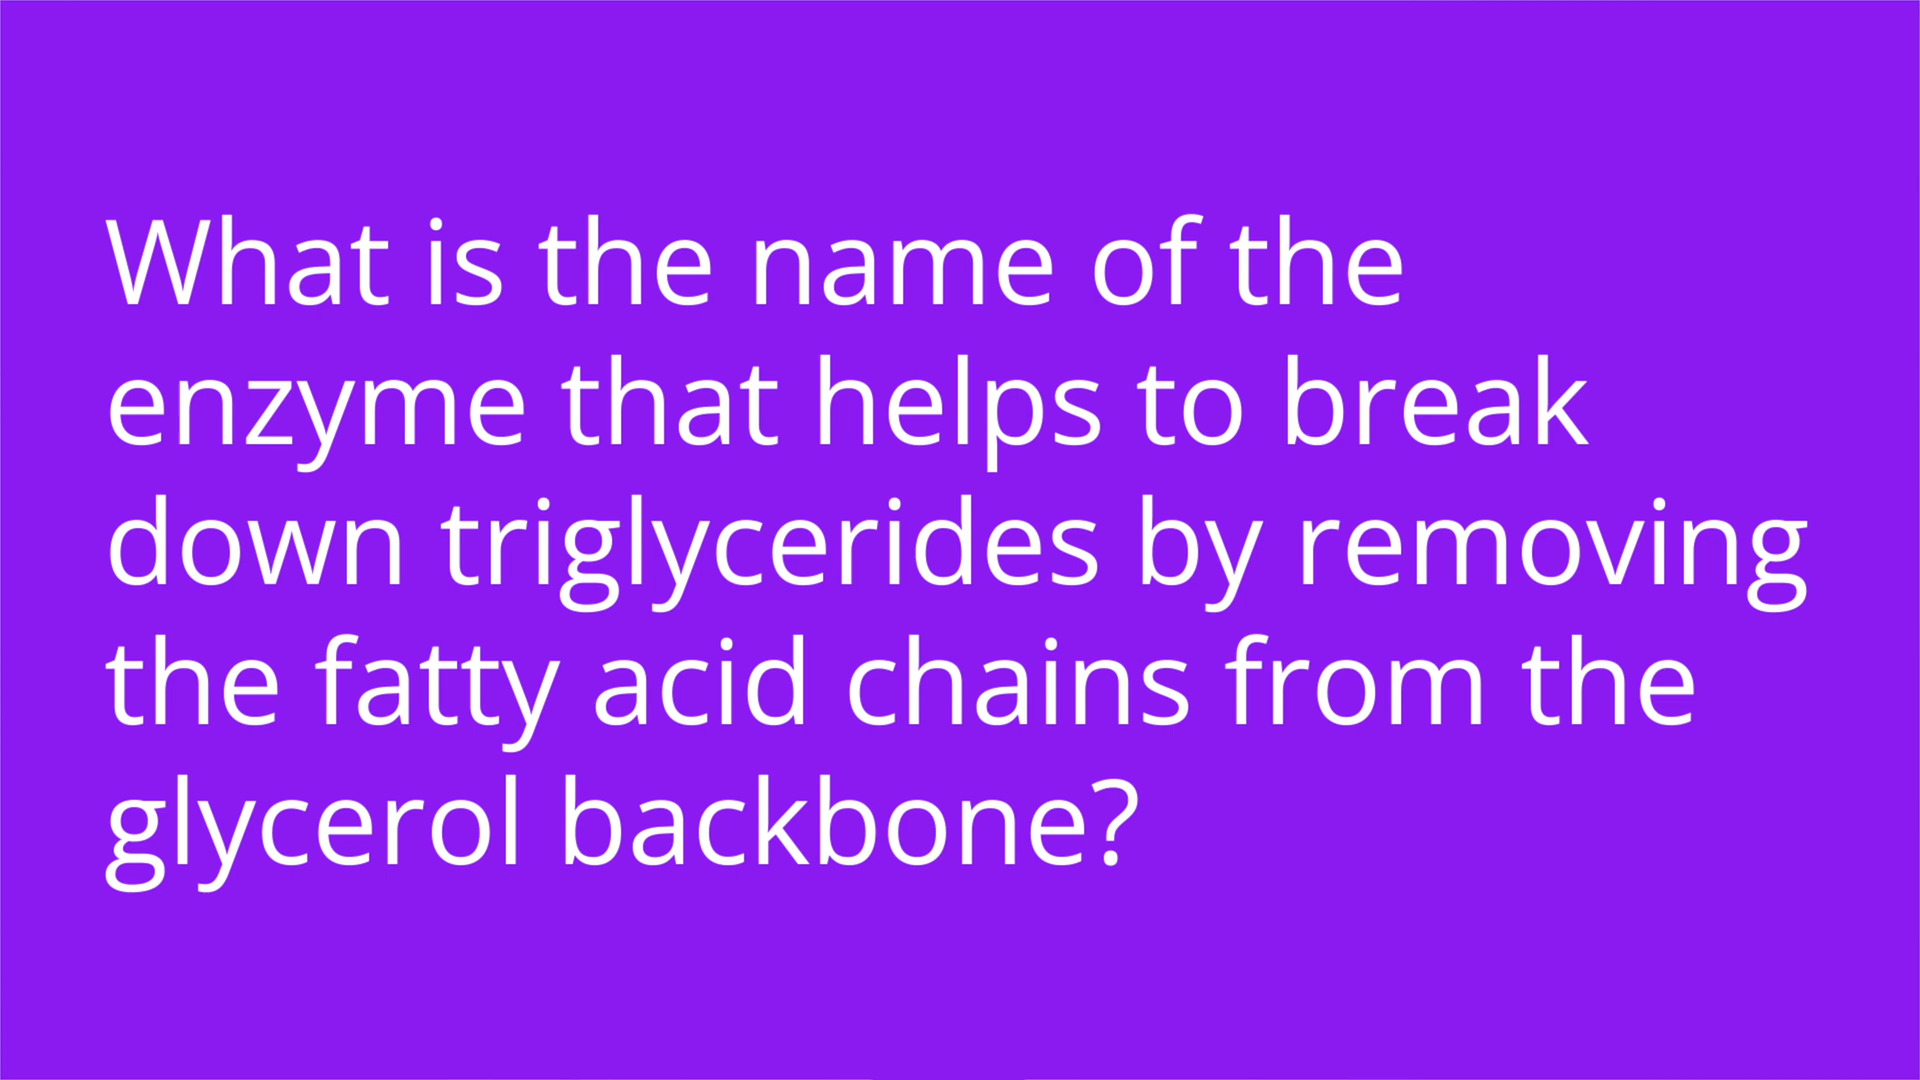 What is the name of the
enzyme that helps to break
down triglycerides by removing
the fatty acid chains from the
glycerol backbone?